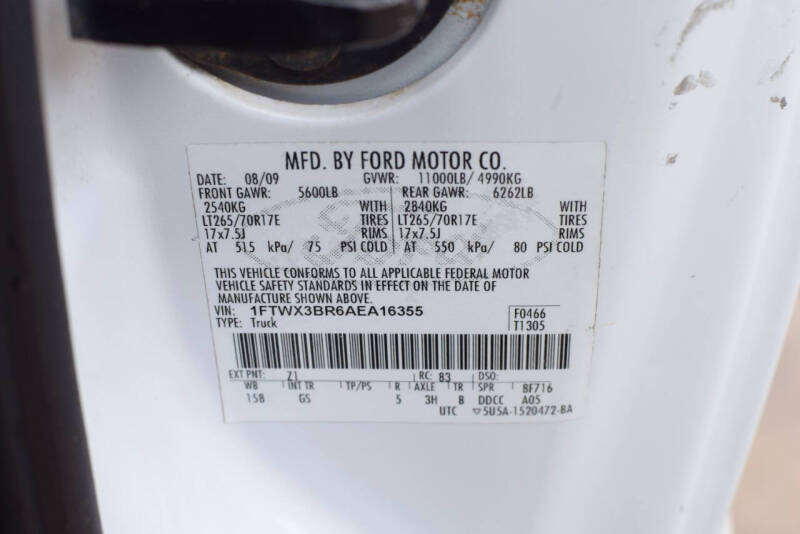 MFD. BY FORD MOTOR CO.
DATE: 08/09 GVWR: 11000LB/ 4990KG
FRONT GAWR: 5600LB REAR GAWR: 6262LB
2540KG WITH 2840KG WITH
LT265/70R17E TIRES LT265/70R17E TIRES
17x7.5J RIMS 17x7.5J RIMS
AT 515 kPa/ 75 PSI COLD AT 550 kPa/ 80 PSI COLD
THIS VEHICLE CONFORMS TO ALL APPLICABLE FEDERAL MOTOR
VEHICLE SAFETY STANDARDS IN EFFECT ON THE DATE OF
MANUFACTURE SHOWN ABOVE.
VIN: 1FTWX3BR6AEA16355 F0466
TYPE: Truck T1305
EXT PNT: Z1 RC: 83 DSO:
WB INT TR TP/PS R AXLE TR SPR 8F716
158 GS 5 3H B DDCC A05
UTC ▽5U5A-1520472-BA